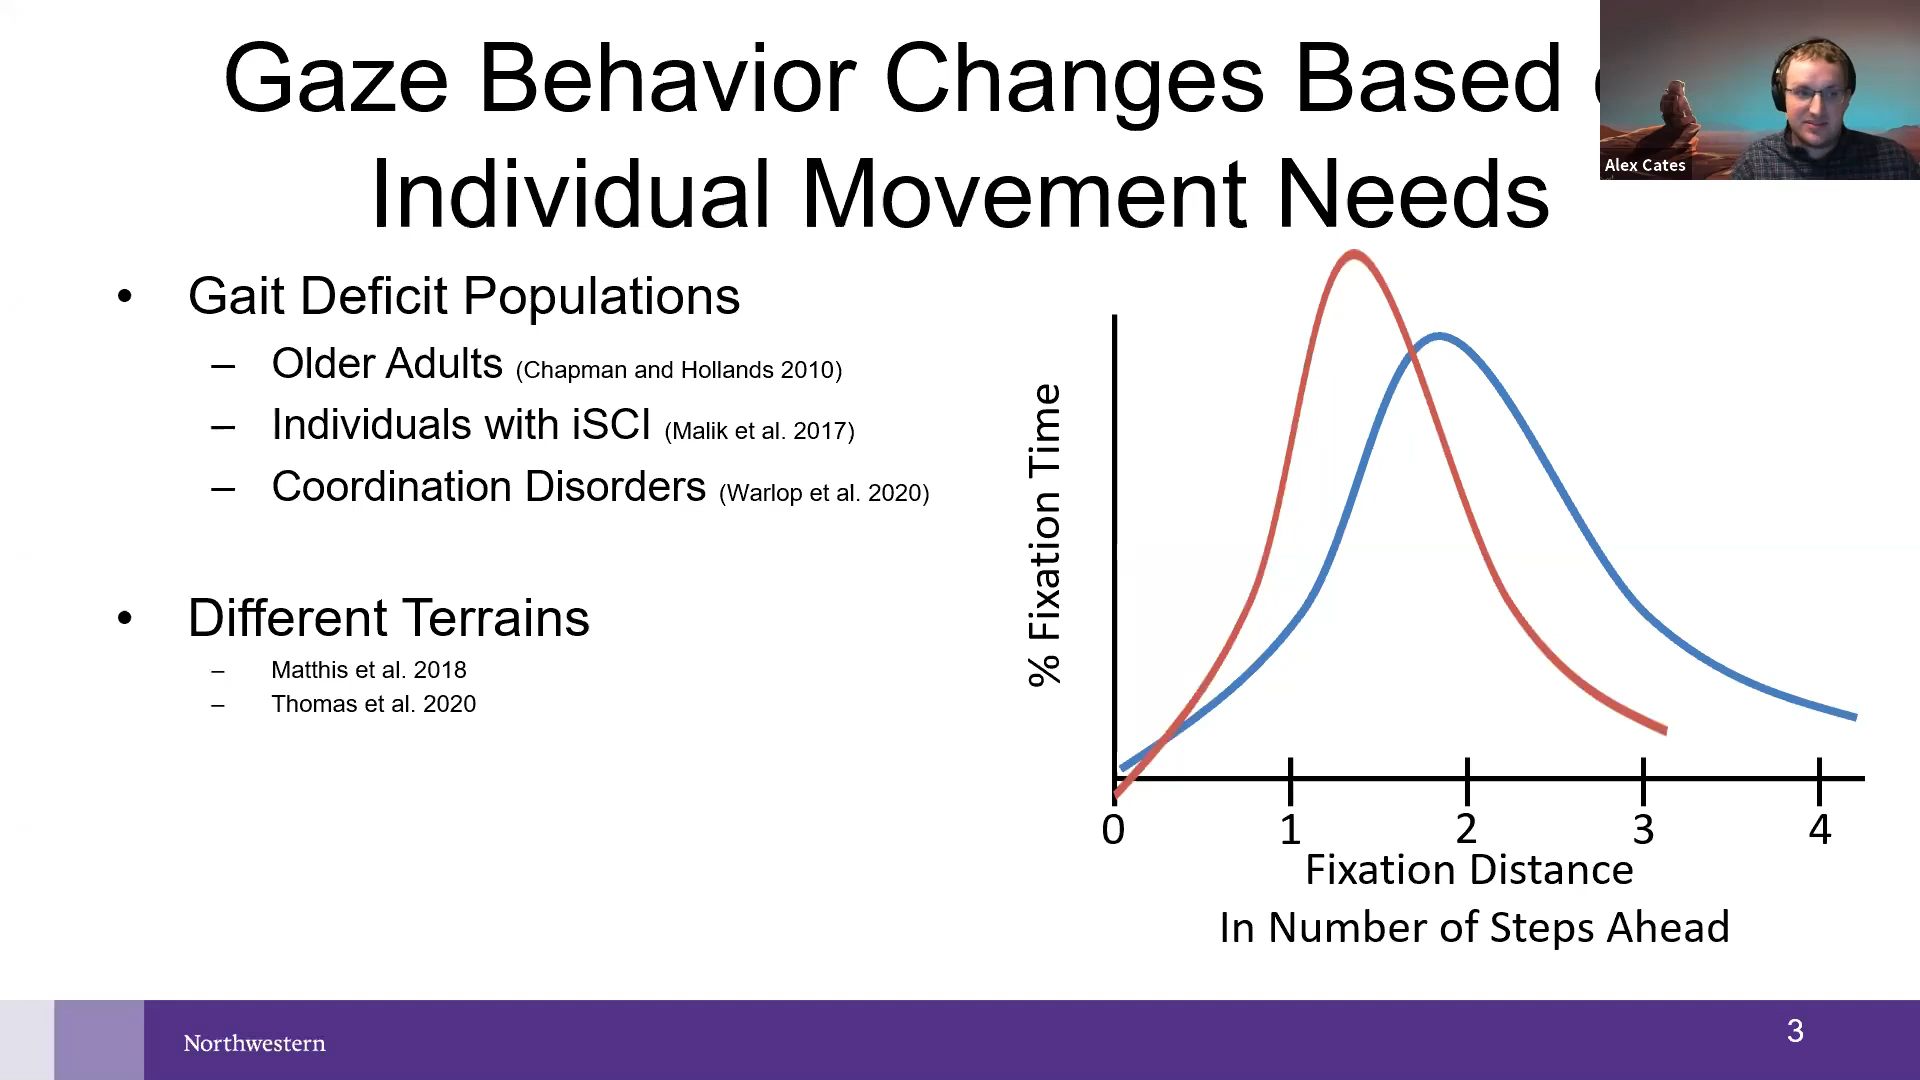 Gaze Behavior Changes Based
Individual Movement Needs
Alex Cates
• Gait Deficit Populations
– Older Adults (Chapman and Hollands 2010)
– Individuals with iSCI (Malik et al. 2017)
– Coordination Disorders (Warlop et al. 2020)
• Different Terrains
– Matthis et al. 2018
– Thomas et al. 2020
% Fixation Time
0 1 2 3 4
Fixation Distance
In Number of Steps Ahead
Northwestern
3